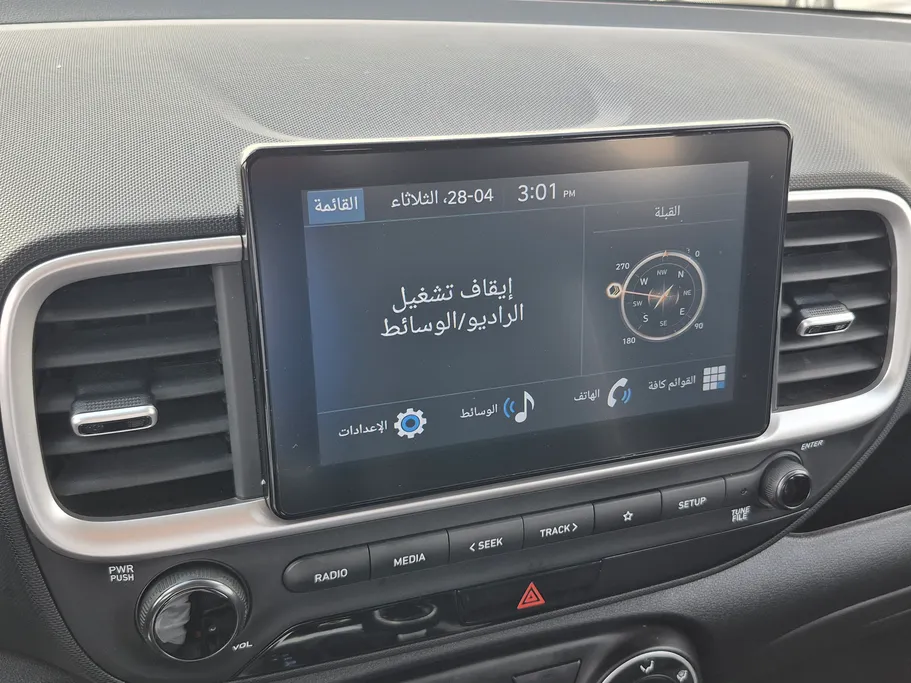 القائمة
28-04، الثلاثاء
3:01 PM
القبلة
إيقاف تشغيل
الراديو/الوسائط
0
N
NE
90
E
SE
S
180
SW
W
270
NW
القوائم كافة
الهاتف
الوسائط
الإعدادات
PWR
PUSH
VOL
RADIO
MEDIA
< SEEK
TRACK >
☆
SETUP
TUNE
FILE
ENTER